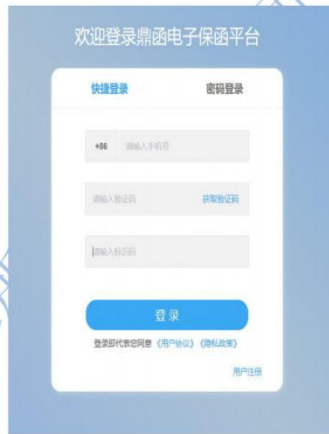 欢迎登录鼎函电子保函平台
快捷登录 密码登录
+86 请输入手机号
请输入验证码 获取验证码
请输入标识码
登录
登录即代表您同意《用户协议》《隐私政策》
用户注册